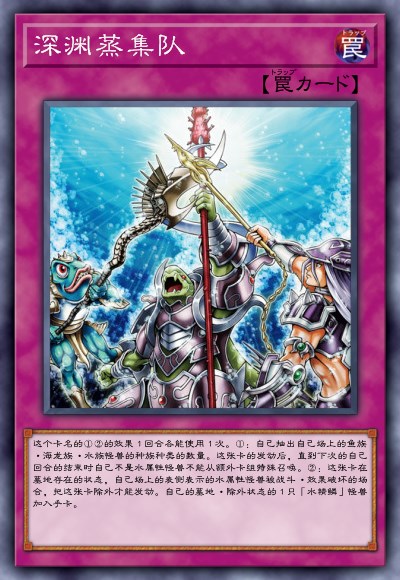 深渊蒸集队
トラップ
罠
トラップ
【罠カード】
这个卡名的①②的效果1回合各能使用1次。①：自己抽出自己场上的鱼族
·海龙族·水族怪兽的种族种类的数量。这张卡的发动后，直到下次的自己
回合的结束时自己不是水属性怪兽不能从额外卡组特殊召唤。②：这张卡在
墓地存在的状态，自己场上的表侧表示的水属性怪兽被战斗·效果破坏的场
合，把这张卡除外才能发动。自己的墓地·除外状态的1只「水精鳞」怪兽
加入手卡。